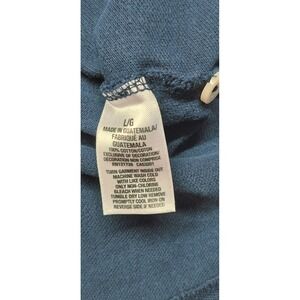 L/G
MADE IN GUATEMALA/
FABRIQUÉ AU
GUATEMALA
100% COTTON/COTON
EXCLUSIVE OF DECORATION/
DECORATION NON COMPRISE
TURN GARMENT INSIDE OUT
MACHINE WASH COLD
WITH LIKE COLORS
ONLY NON-CHLORINE
BLEACH WHEN NEEDED
TUMBLE DRY LOW REMOVE
PROMPTLY COOL IRON ON
REVERSE SIDE IF NEEDED